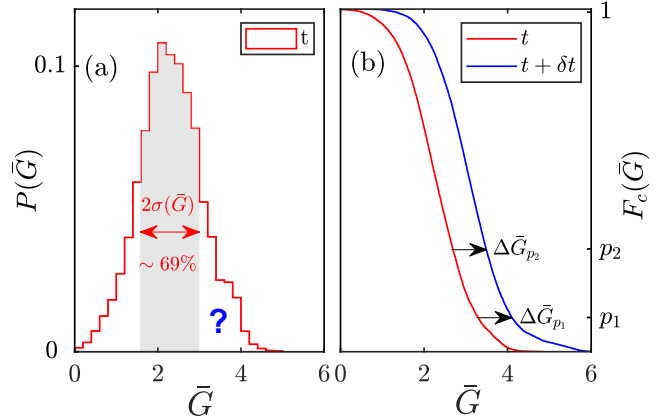 (a)
t
0.1
P(Ḡ)
2σ(Ḡ)
~ 69%
?
0
0 2 4 6
Ḡ
(b)
t
t + δt
1
F_c(Ḡ)
ΔḠ_{p_2}
p_2
ΔḠ_{p_1}
p_1
0 2 4 6
Ḡ